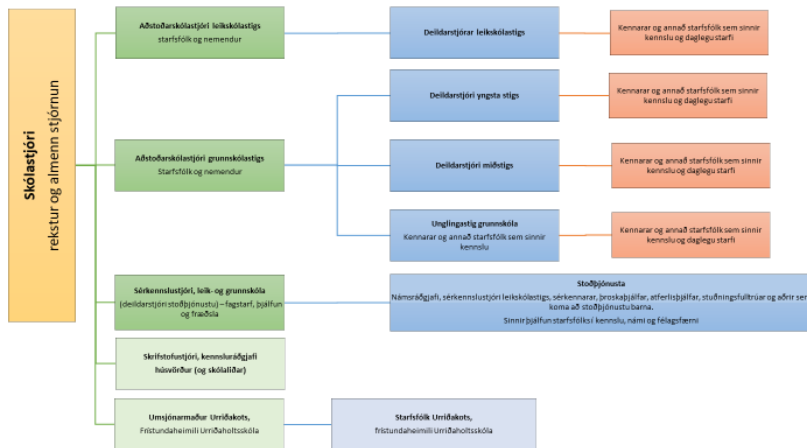 Skólastjóri
rekstur og almenn stjórnun
Aðstoðarskólastjóri leikskólastigs
starfsfólk og nemendur
Deildarstjórar leikskólastigs
Kennarar og annað starfsfólk sem sinnir
kennslu og daglegu starfi
Aðstoðarskólastjóri grunnskólastigs
Starfsfólk og nemendur
Deildarstjóri yngsta stigs
Kennarar og annað starfsfólk sem sinnir
kennslu og daglegu starfi
Deildarstjóri miðstigs
Kennarar og annað starfsfólk sem sinnir
kennslu og daglegu starfi
Unglingastig grunnskóla
Kennarar og annað starfsfólk sem sinnir
kennslu
Kennarar og annað starfsfólk sem sinnir
kennslu og daglegu starfi
Sérkennslustjóri, leik- og grunnskóla
(deildarstjóri stoðþjónustu) – fagstarf, þjálfun
og fræðsla
Stoðþjónusta
Námsráðgjafi, sérkennslustjóri leikskólastigs, sérkennarar, þroskaþjálfar, atferlisþjálfar, stuðningsfulltrúar og aðrir sem
koma að stoðþjónustu barna.
Sinnir þjálfun starfsfólks í kennslu, námi og félagsfærni
Skrifstofustjóri, kennsluráðgjafi
húsvörður (og skólaliðar)
Umsjónarmaður Urriðakots,
Frístundaheimili Urriðaholtsskóla
Starfsfólk Urriðakots,
frístundaheimili Urriðaholtsskóla